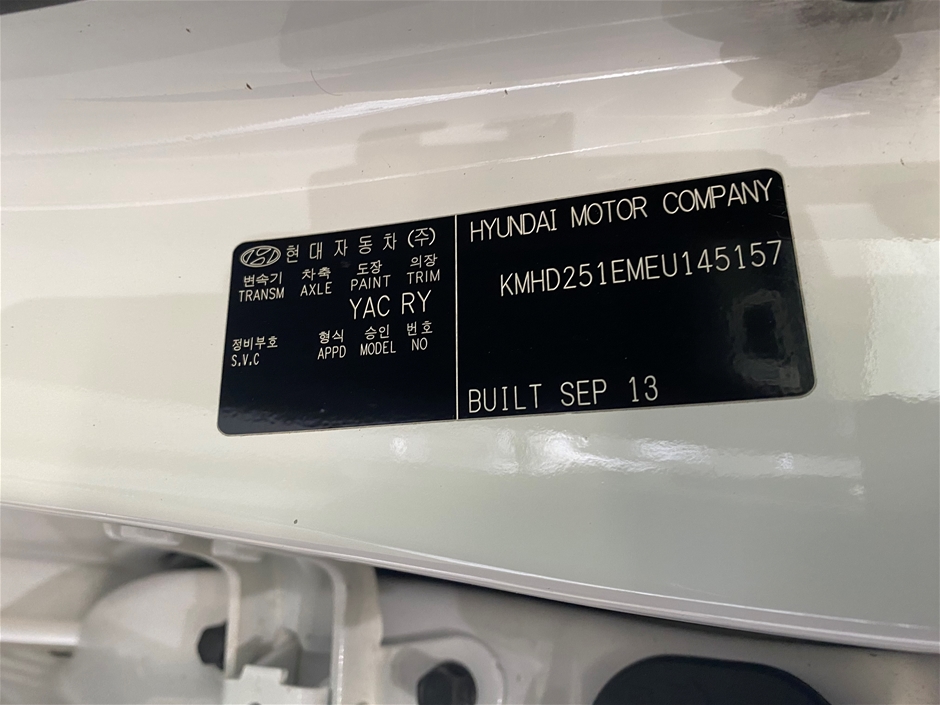 현대자동차(주)
변속기 차축 도장 의장
TRANSM AXLE PAINT TRIM
YAC RY
정비부호 형식 승인 번호
S.V.C APPD MODEL NO
HYUNDAI MOTOR COMPANY
KMHD251EMEU145157
BUILT SEP 13